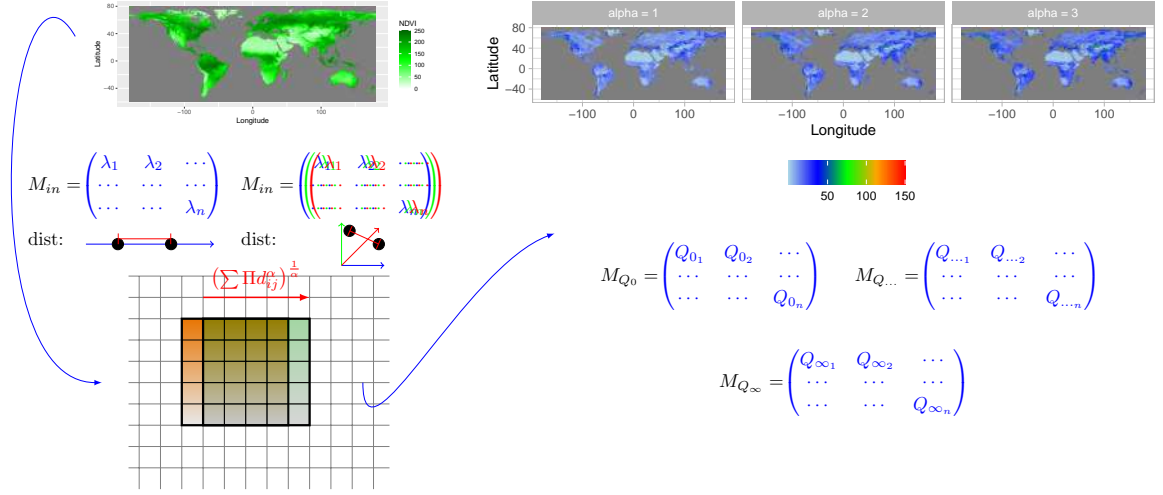 NDVI
250
200
150
100
50
0
Latitude
80
40
0
−40
−100
0
100
Longitude
alpha = 1
alpha = 2
alpha = 3
Latitude
80
40
0
−40
−100 0 100
−100 0 100
−100 0 100
Longitude
50 100 150
M_{in} = ( λ_1 λ_2 ⋯
⋯ ⋯ ⋯
λ_n )
M_{in} =
dist:
dist:
(∑ Π d_{ij}^α)^{1/α}
M_{Q_0} = ( Q_{0_1} Q_{0_2} ⋯
⋯ ⋯ ⋯
⋯ ⋯ Q_{0_n} )
M_{Q_{...}} = ( Q_{..._1} Q_{..._2} ⋯
⋯ ⋯ ⋯
⋯ ⋯ Q_{..._n} )
M_{Q_∞} = ( Q_{∞_1} Q_{∞_2} ⋯
⋯ ⋯ ⋯
⋯ ⋯ Q_{∞_n} )